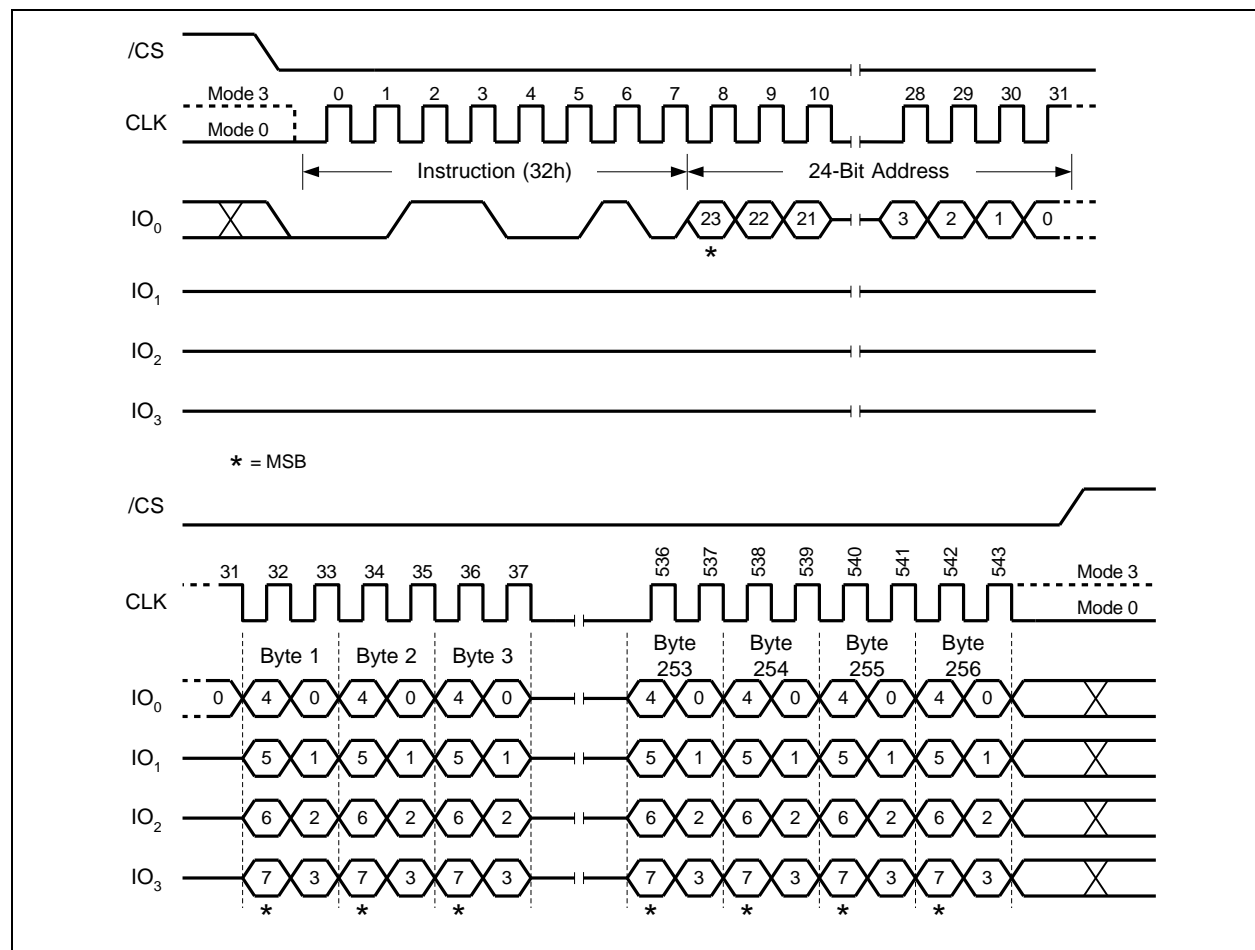 /CS
Mode 3 0 1 2 3 4 5 6 7 8 9 10 28 29 30 31
CLK
Mode 0
Instruction (32h) 24-Bit Address
IO0 23 22 21 3 2 1 0
*
IO1
IO2
IO3
* = MSB
/CS
31 32 33 34 35 36 37 536 537 538 539 540 541 542 543 Mode 3
CLK
Mode 0
Byte 1 Byte 2 Byte 3 Byte 253 Byte 254 Byte 255 Byte 256
IO0 0 4 0 4 0 4 0 4 0 4 0 4 0 4 0
IO1 5 1 5 1 5 1 5 1 5 1 5 1 5 1
IO2 6 2 6 2 6 2 6 2 6 2 6 2 6 2
IO3 7 3 7 3 7 3 7 3 7 3 7 3 7 3
* * * * * * *